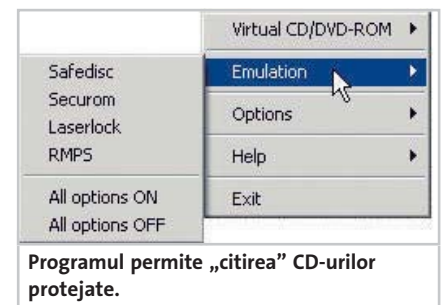 Virtual CD/DVD-ROM
Emulation
Options
Help
Exit
Safedisc
Securom
Laserlock
RMPS
All options ON
All options OFF
Programul permite „citirea” CD-urilor
protejate.